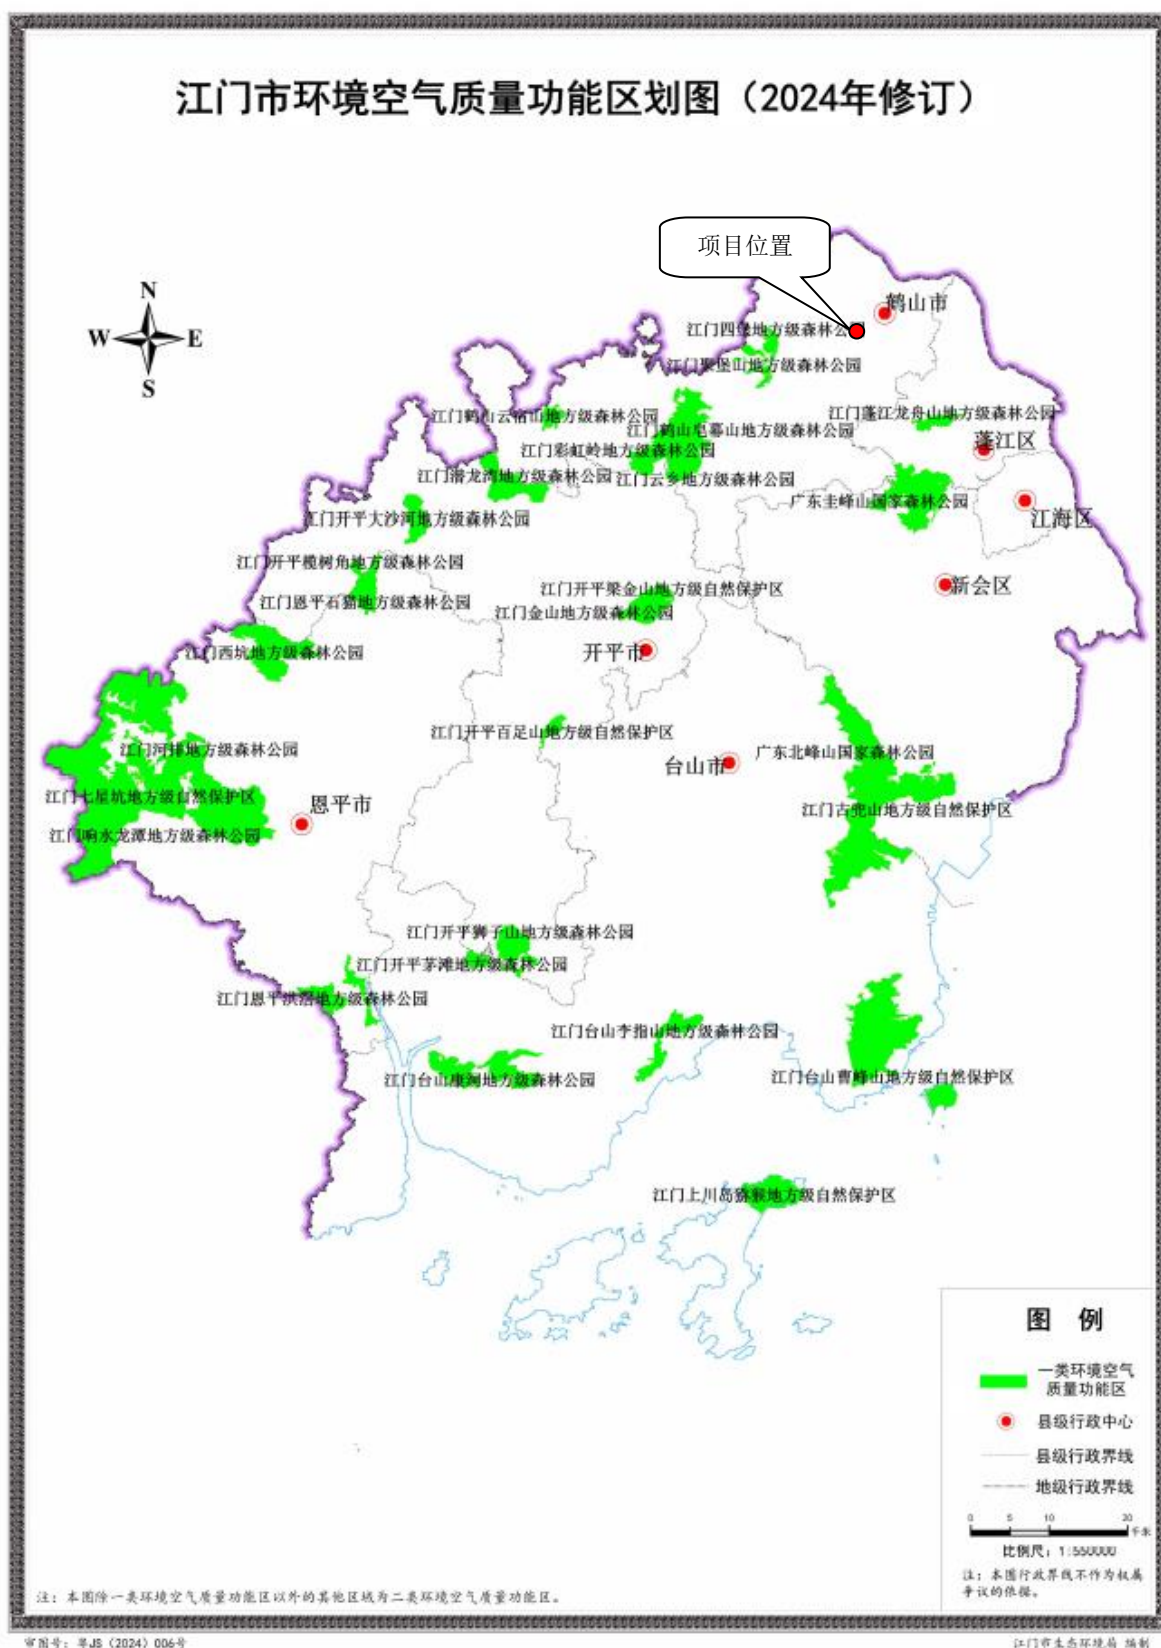 江门市环境空气质量功能区划图（2024年修订）
项目位置
N
W
E
S
鹤山市
江门四堡地方级森林公园
江门聚堡山地方级森林公园
江门鹤山云宿山地方级森林公园
江门蓬江龙舟山地方级森林公园
江门鹤山皂幕山地方级森林公园
蓬江区
江门彩虹岭地方级森林公园
江门潜龙湾地方级森林公园
江门云乡地方级森林公园
广东圭峰山国家森林公园
江门开平大沙河地方级森林公园
江海区
江门开平榄树角地方级森林公园
江门开平梁金山地方级自然保护区
新会区
江门恩平石猫地方级森林公园
江门金山地方级森林公园
江门西坑地方级森林公园
开平市
江门开平百足山地方级自然保护区
江门河排地方级森林公园
广东北峰山国家森林公园
台山市
江门七星坑地方级自然保护区
恩平市
江门古兜山地方级自然保护区
江门响水龙潭地方级森林公园
江门开平狮子山地方级森林公园
江门开平茅滩地方级森林公园
江门恩平洪滘地方级森林公园
江门台山李指山地方级森林公园
江门台山康洞地方级森林公园
江门台山曹峰山地方级自然保护区
江门上川岛猕猴地方级自然保护区
图 例
一类环境空气
质量功能区
县级行政中心
县级行政界线
地级行政界线
0 5 10 20
千米
比例尺：1:550000
注：本图行政界线不作为权属
争议的依据。
注：本图除一类环境空气质量功能区以外的其他区域为二类环境空气质量功能区。
审图号：粤JS（2024）006号
江门市生态环境局 编制